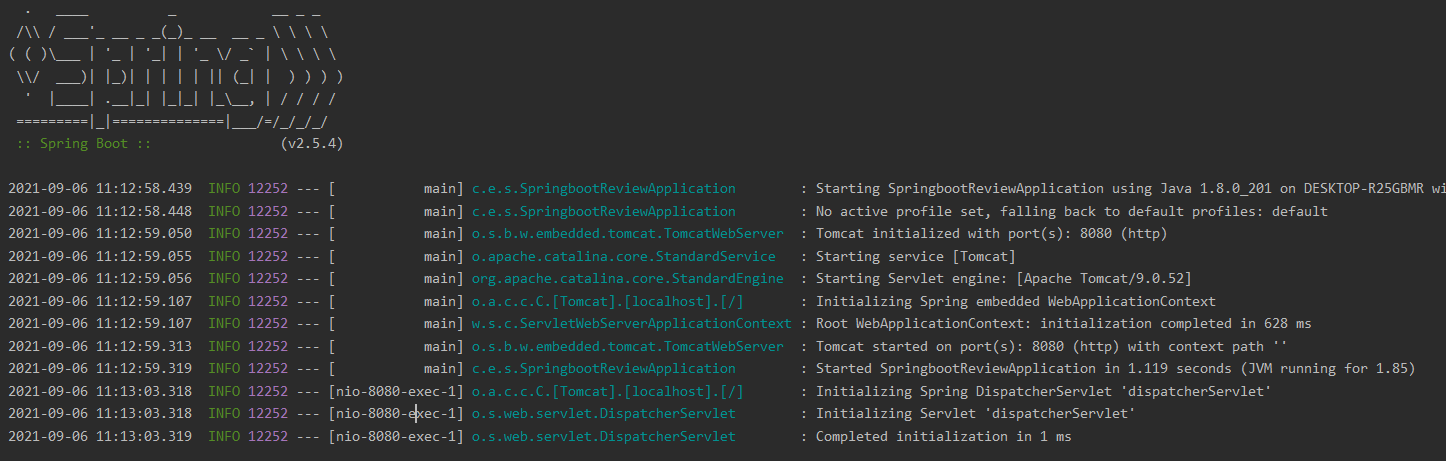 .   ____          _            __ _ _
 /\\ / ___'_ __ _ _(_)_ __  __ _ \ \ \ \
( ( )\___ | '_ | '_| | '_ \/ _` | \ \ \ \
 \\/  ___)| |_)| | | | | || (_| |  ) ) ) )
  '  |____| .__|_| |_|_| |_\__, | / / / /
 =========|_|==============|___/=/_/_/_/
 :: Spring Boot ::                (v2.5.4)
2021-09-06 11:12:58.439  INFO 12252 --- [           main] c.e.s.SpringbootReviewApplication        : Starting SpringbootReviewApplication using Java 1.8.0_201 on DESKTOP-R25GBMR wi
2021-09-06 11:12:58.448  INFO 12252 --- [           main] c.e.s.SpringbootReviewApplication        : No active profile set, falling back to default profiles: default
2021-09-06 11:12:59.050  INFO 12252 --- [           main] o.s.b.w.embedded.tomcat.TomcatWebServer  : Tomcat initialized with port(s): 8080 (http)
2021-09-06 11:12:59.055  INFO 12252 --- [           main] o.apache.catalina.core.StandardService   : Starting service [Tomcat]
2021-09-06 11:12:59.056  INFO 12252 --- [           main] org.apache.catalina.core.StandardEngine  : Starting Servlet engine: [Apache Tomcat/9.0.52]
2021-09-06 11:12:59.107  INFO 12252 --- [           main] o.a.c.c.C.[Tomcat].[localhost].[/]       : Initializing Spring embedded WebApplicationContext
2021-09-06 11:12:59.107  INFO 12252 --- [           main] w.s.c.ServletWebServerApplicationContext : Root WebApplicationContext: initialization completed in 628 ms
2021-09-06 11:12:59.313  INFO 12252 --- [           main] o.s.b.w.embedded.tomcat.TomcatWebServer  : Tomcat started on port(s): 8080 (http) with context path ''
2021-09-06 11:12:59.319  INFO 12252 --- [           main] c.e.s.SpringbootReviewApplication        : Started SpringbootReviewApplication in 1.119 seconds (JVM running for 1.85)
2021-09-06 11:13:03.318  INFO 12252 --- [nio-8080-exec-1] o.a.c.c.C.[Tomcat].[localhost].[/]       : Initializing Spring DispatcherServlet 'dispatcherServlet'
2021-09-06 11:13:03.318  INFO 12252 --- [nio-8080-exec-1] o.s.web.servlet.DispatcherServlet        : Initializing Servlet 'dispatcherServlet'
2021-09-06 11:13:03.319  INFO 12252 --- [nio-8080-exec-1] o.s.web.servlet.DispatcherServlet        : Completed initialization in 1 ms